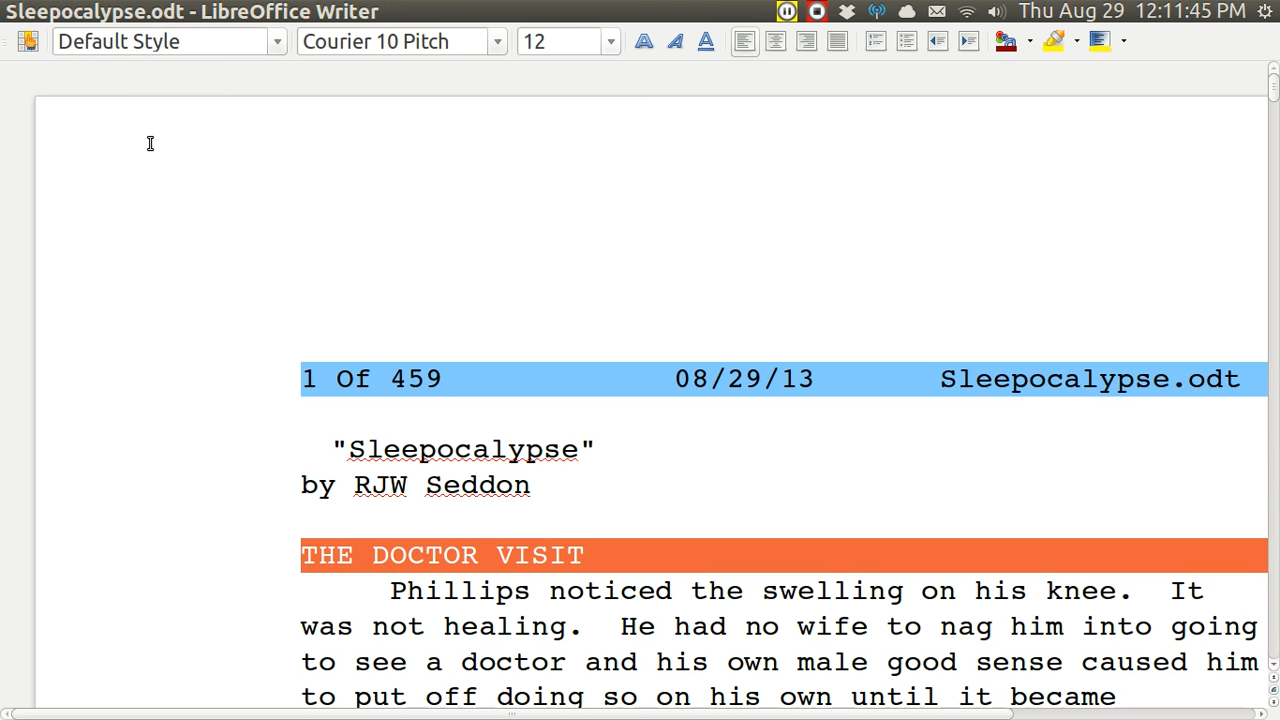 Sleepocalypse.odt - LibreOffice Writer
Thu Aug 29 12:11:45 PM
Default Style
Courier 10 Pitch
12
1 Of 459 08/29/13 Sleepocalypse.odt
"Sleepocalypse"
by RJW Seddon
THE DOCTOR VISIT
Phillips noticed the swelling on his knee. It
was not healing. He had no wife to nag him into going
to see a doctor and his own male good sense caused him
to put off doing so on his own until it became